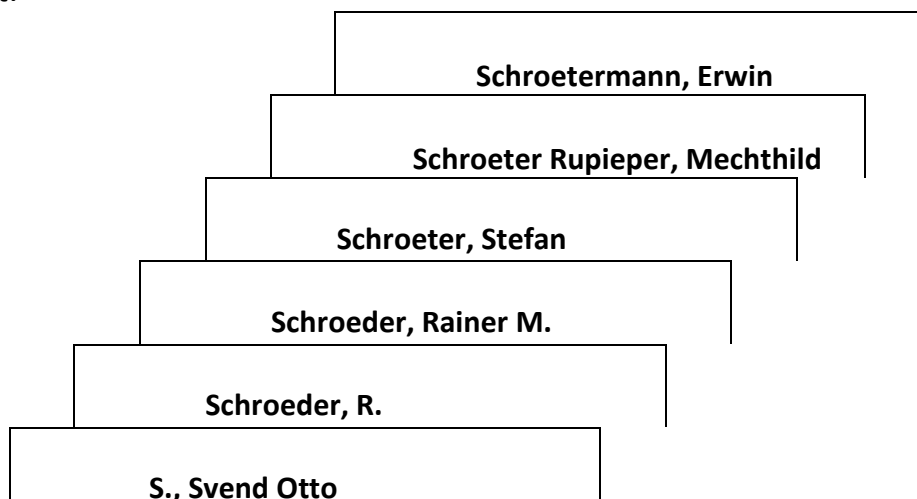 Schroetermann, Erwin
Schroeter Rupieper, Mechthild
Schroeter, Stefan
Schroeder, Rainer M.
Schroeder, R.
S., Svend Otto